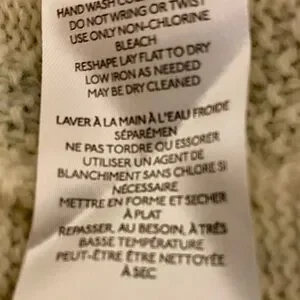 HAND WASH COLD
DO NOT WRING OR TWIST
USE ONLY NON-CHLORINE
BLEACH
RESHAPE LAY FLAT TO DRY
LOW IRON AS NEEDED
MAY BE DRY CLEANED
LAVER À LA MAIN À L'EAU FROIDE
SÉPARÉMEN
NE PAS TORDRE OU ESSORER
UTILISER UN AGENT DE
BLANCHIMENT SANS CHLORE SI
NÉCESSAIRE
METTRE EN FORME ET SECHER
À PLAT
REPASSER, AU BESOIN, À TRÈS
BASSE TEMPÉRATURE
PEUT-ÊTRE ÊTRE NETTOYÉE
À SEC